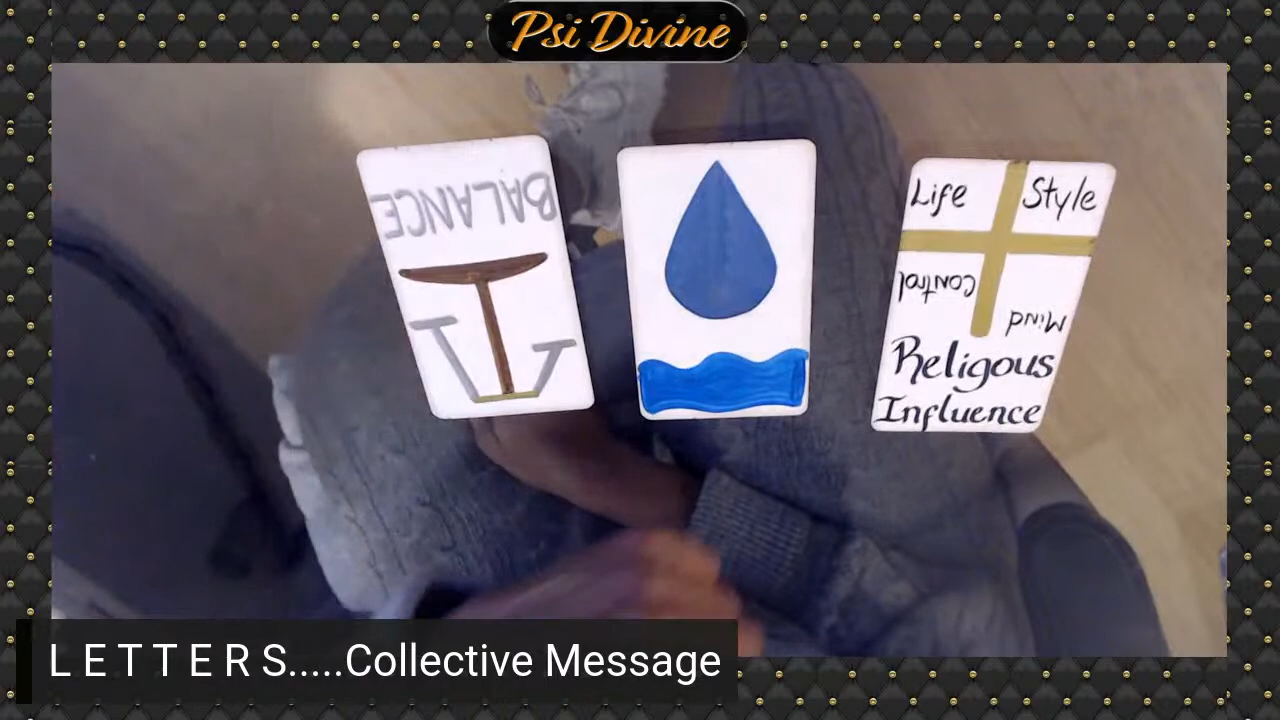 Psi Divine
BALANCE
Life Style
Control
Mind
Religous
Influence
L E T T E R S.....Collective Message